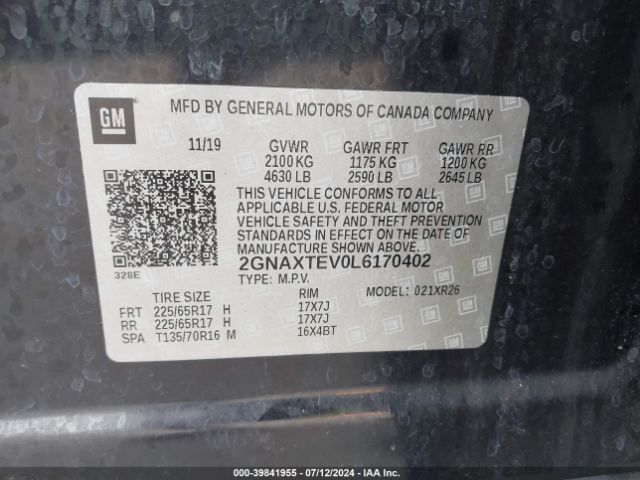 GM
MFD BY GENERAL MOTORS OF CANADA COMPANY
11/19 GVWR GAWR FRT GAWR RR
2100 KG 1175 KG 1200 KG
4630 LB 2590 LB 2645 LB
THIS VEHICLE CONFORMS TO ALL
APPLICABLE U.S. FEDERAL MOTOR
VEHICLE SAFETY AND THEFT PREVENTION
STANDARDS IN EFFECT ON THE DATE OF
MANUFACTURE SHOWN ABOVE.
328E 2GNAXTEV0L6170402
TYPE: M.P.V.
TIRE SIZE RIM MODEL: 021XR26
FRT 225/65R17 H 17X7J
RR 225/65R17 H 17X7J
SPA T135/70R16 M 16X4BT
000-39841955 - 07/12/2024 - IAA Inc.